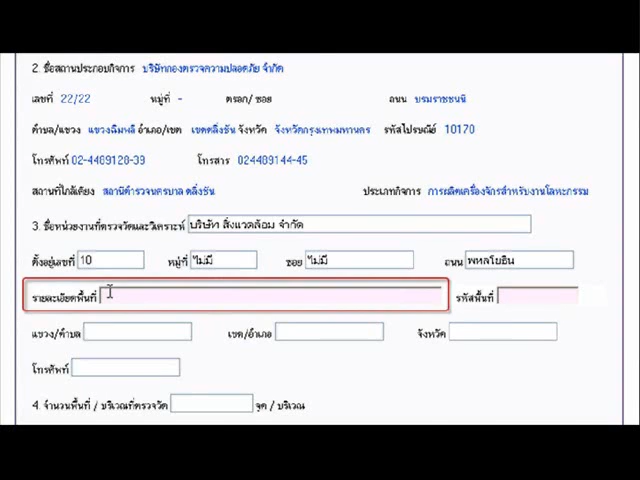 2. ชื่อสถานประกอบกิจการ บริษัทกองตรวจความปลอดภัย จำกัด
เลขที่ 22/22 หมู่ที่ - ตรอก/ ซอย ถนน บรมราชชนนี
ตำบล/แขวง แขวงฉิมพลี อำเภอ/เขต เขตตลิ่งชัน จังหวัด จังหวัดกรุงเทพมหานคร รหัสไปรษณีย์ 10170
โทรศัพท์ 02-4489128-39 โทรสาร 024489144-45
สถานที่ใกล้เคียง สถานีตำรวจนครบาล ตลิ่งชัน ประเภทกิจการ การผลิตเครื่องจักรสำหรับงานโลหะกรรม
3. ชื่อหน่วยงานที่ตรวจวัดและวิเคราะห์ บริษัท สิ่งแวดล้อม จำกัด
ตั้งอยู่เลขที่ 10 หมู่ที่ ไม่มี ซอย ไม่มี ถนน พหลโยธิน
รายละเอียดพื้นที่ รหัสพื้นที่
แขวง/ตำบล เขต/อำเภอ จังหวัด
โทรศัพท์
4. จำนวนพื้นที่ / บริเวณที่ตรวจวัด จุด / บริเวณ